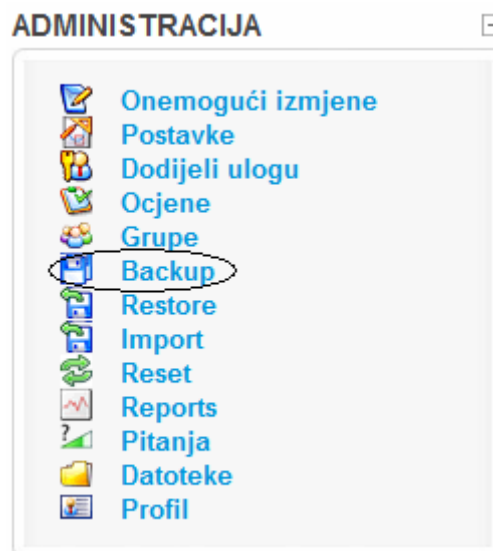 ADMINISTRACIJA
Onemogući izmjene
Postavke
Dodijeli ulogu
Ocjene
Grupe
Backup
Restore
Import
Reset
Reports
Pitanja
Datoteke
Profil